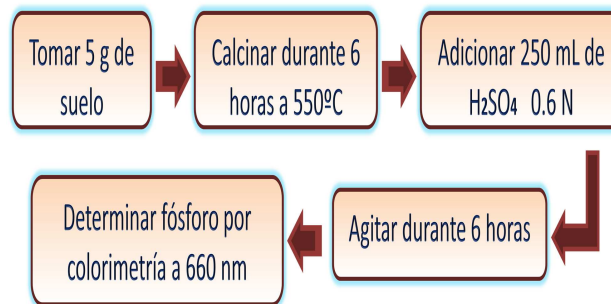 Tomar 5 g de
suelo
Calcinar durante 6
horas a 550ºC
Adicionar 250 mL de
H₂SO₄ 0.6 N
Agitar durante 6 horas
Determinar fósforo por
colorimetría a 660 nm